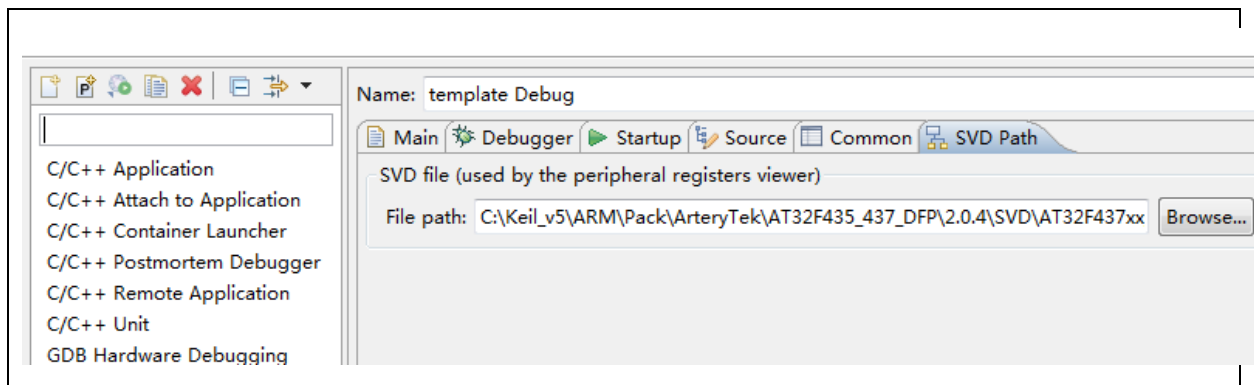 Name: template Debug
Main Debugger Startup Source Common SVD Path
SVD file (used by the peripheral registers viewer)
File path: C:\Keil_v5\ARM\Pack\ArteryTek\AT32F435_437_DFP\2.0.4\SVD\AT32F437xx Browse...
C/C++ Application
C/C++ Attach to Application
C/C++ Container Launcher
C/C++ Postmortem Debugger
C/C++ Remote Application
C/C++ Unit
GDB Hardware Debugging